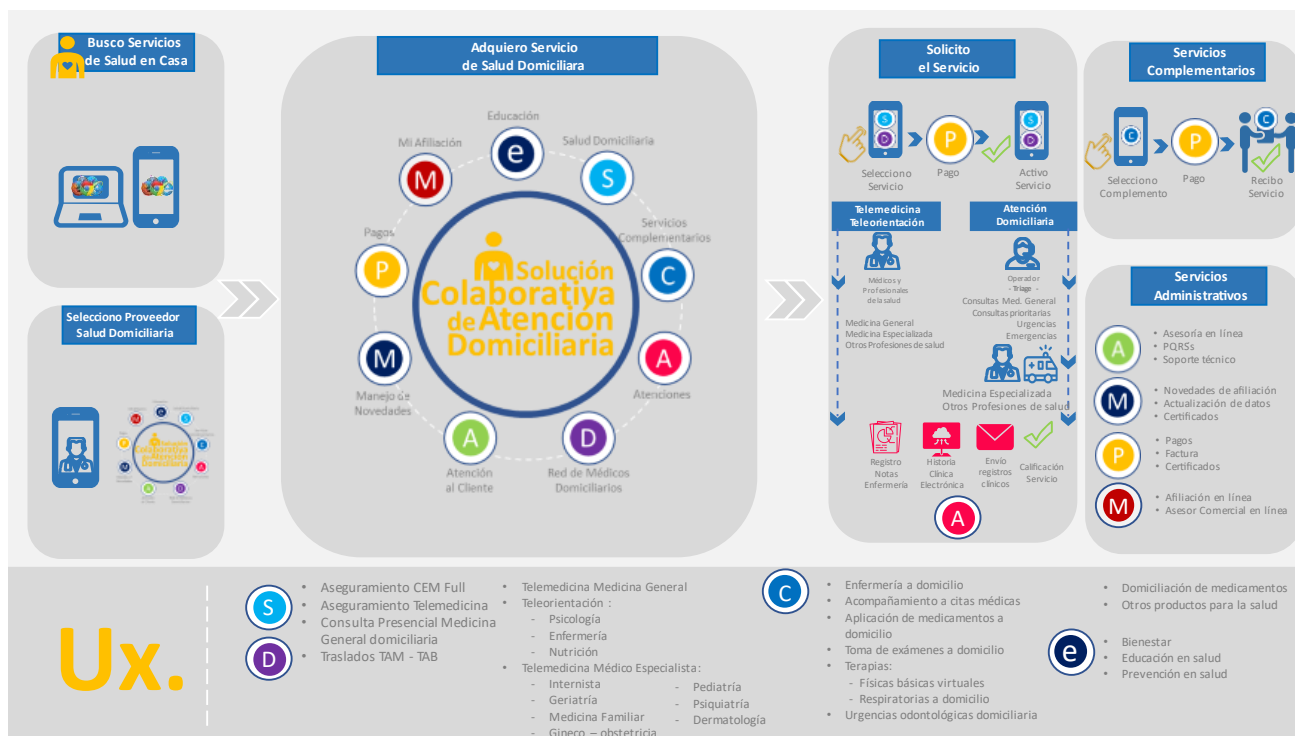 Busco Servicios
de Salud en Casa
Selecciono Proveedor
Salud Domiciliaria
Solución
Colaborativa
de Atención
Domiciliaria
Adquiero Servicio
de Salud Domiciliara
Educación
e
Mi Afiliación
M
Salud Domiciliaria
S
Pagos
P
Servicios
Complementarios
C
Solución
Colaborativa
de Atención
Domiciliaria
M
Manejo de
Novedades
A
Atenciones
A
Atención
al Cliente
D
Red de Médicos
Domiciliarios
Solicito
el Servicio
S
D
P
S
D
Selecciono
Servicio
Pago
Activo
Servicio
Telemedicina
Teleorientación
Médicos y
Profesionales
de la salud
Medicina General
Medicina Especializada
Otros Profesiones de salud
Atención
Domiciliaria
Operador
- Triage -
Consultas Med. General
Consultas prioritarias
Urgencias
Emergencias
Medicina Especializada
Otros Profesiones de salud
Registro
Notas
Enfermería
Historia
Clínica
Electrónica
Envío
registros
clínicos
Calificación
Servicio
A
Servicios
Complementarios
C
P
C
Selecciono
Complemento
Pago
Recibo
Servicio
Servicios
Administrativos
A
• Asesoría en línea
• PQRSs
• Soporte técnico
M
• Novedades de afiliación
• Actualización de datos
• Certificados
P
• Pagos
• Factura
• Certificados
M
• Afiliación en línea
• Asesor Comercial en línea
Ux.
S
D
• Aseguramiento CEM Full
• Aseguramiento Telemedicina
• Consulta Presencial Medicina
General domiciliaria
• Traslados TAM - TAB
• Telemedicina Medicina General
• Teleorientación :
- Psicología
- Enfermería
- Nutrición
• Telemedicina Médico Especialista:
- Internista
- Geriatría
- Medicina Familiar
- Gineco – obstetricia
- Pediatría
- Psiquiatría
- Dermatología
C
• Enfermería a domicilio
• Acompañamiento a citas médicas
• Aplicación de medicamentos a
domicilio
• Toma de exámenes a domicilio
• Terapias:
- Físicas básicas virtuales
- Respiratorias a domicilio
• Urgencias odontológicas domiciliaria
• Domiciliación de medicamentos
• Otros productos para la salud
e
• Bienestar
• Educación en salud
• Prevención en salud